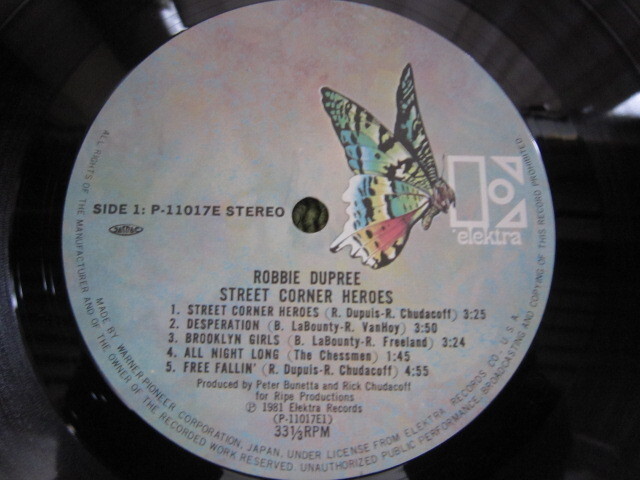 SIDE 1: P-11017E STEREO
elektra
ROBBIE DUPREE
STREET CORNER HEROES
1. STREET CORNER HEROES (R. Dupuis-R. Chudacoff) 3:25
2. DESPERATION (B. LaBounty-R. VanHoy) 3:50
3. BROOKLYN GIRLS (B. LaBounty-R. Freeland) 3:24
4. ALL NIGHT LONG (The Chessmen) 1:45
5. FREE FALLIN' (R. Dupuis-R. Chudacoff) 4:55
Produced by Peter Bunetta and Rick Chudacoff
for Ripe Productions
℗ 1981 Elektra Records
(P-11017E1)
33⅓RPM
MADE BY WARNER-PIONEER CORPORATION, JAPAN, UNDER LICENSE FROM ELEKTRA RECORDS CO. U.S.A.
ALL RIGHTS OF THE MANUFACTURER AND OF THE OWNER OF THE RECORDED WORK RESERVED. UNAUTHORIZED PUBLIC PERFORMANCE, BROADCASTING AND COPYING OF THIS RECORD PROHIBITED